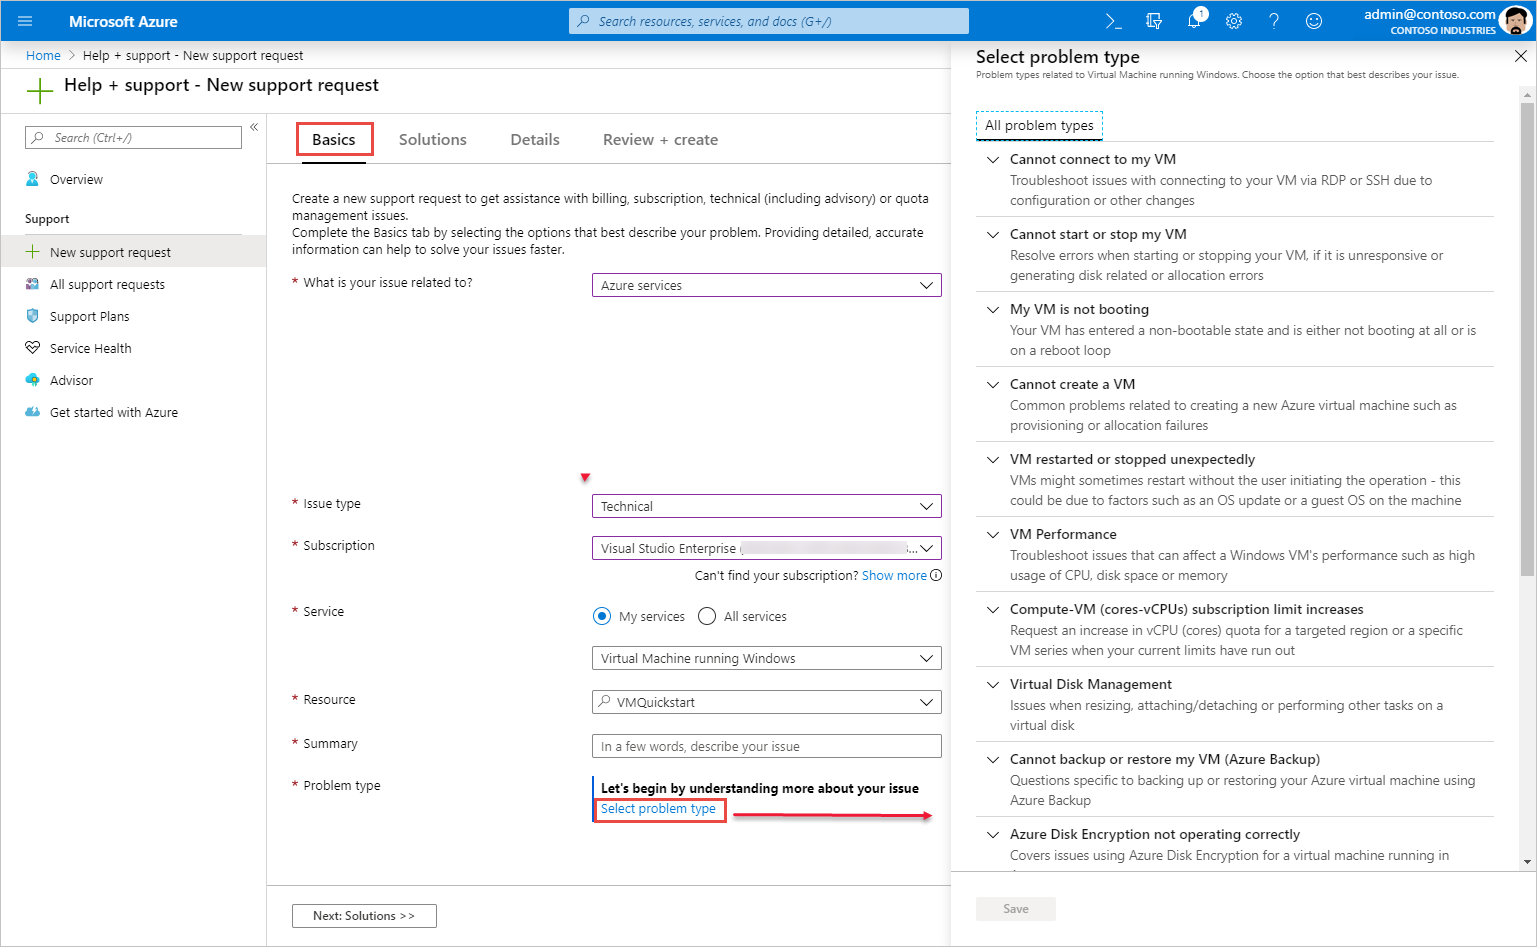 Microsoft Azure
Search resources, services, and docs (G+/)
1
admin@contoso.com
CONTOSO INDUSTRIES
Home > Help + support - New support request
Help + support - New support request
Search (Ctrl+/)
«
Overview
Support
New support request
All support requests
Support Plans
Service Health
Advisor
Get started with Azure
Basics
Solutions
Details
Review + create
Create a new support request to get assistance with billing, subscription, technical (including advisory) or quota
management issues.
Complete the Basics tab by selecting the options that best describe your problem. Providing detailed, accurate
information can help to solve your issues faster.
* What is your issue related to?
Azure services
* Issue type
Technical
* Subscription
Visual Studio Enterprise (
...
Can't find your subscription? Show more
* Service
My services
All services
Virtual Machine running Windows
* Resource
VMQuickstart
* Summary
In a few words, describe your issue
* Problem type
Let's begin by understanding more about your issue
Select problem type
Next: Solutions >>
Select problem type
Problem types related to Virtual Machine running Windows. Choose the option that best describes your issue.
All problem types
Cannot connect to my VM
Troubleshoot issues with connecting to your VM via RDP or SSH due to
configuration or other changes
Cannot start or stop my VM
Resolve errors when starting or stopping your VM, if it is unresponsive or
generating disk related or allocation errors
My VM is not booting
Your VM has entered a non-bootable state and is either not booting at all or is
on a reboot loop
Cannot create a VM
Common problems related to creating a new Azure virtual machine such as
provisioning or allocation failures
VM restarted or stopped unexpectedly
VMs might sometimes restart without the user initiating the operation - this
could be due to factors such as an OS update or a guest OS on the machine
VM Performance
Troubleshoot issues that can affect a Windows VM's performance such as high
usage of CPU, disk space or memory
Compute-VM (cores-vCPUs) subscription limit increases
Request an increase in vCPU (cores) quota for a targeted region or a specific
VM series when your current limits have run out
Virtual Disk Management
Issues when resizing, attaching/detaching or performing other tasks on a
virtual disk
Cannot backup or restore my VM (Azure Backup)
Questions specific to backing up or restoring your Azure virtual machine using
Azure Backup
Azure Disk Encryption not operating correctly
Covers issues using Azure Disk Encryption for a virtual machine running in
Save